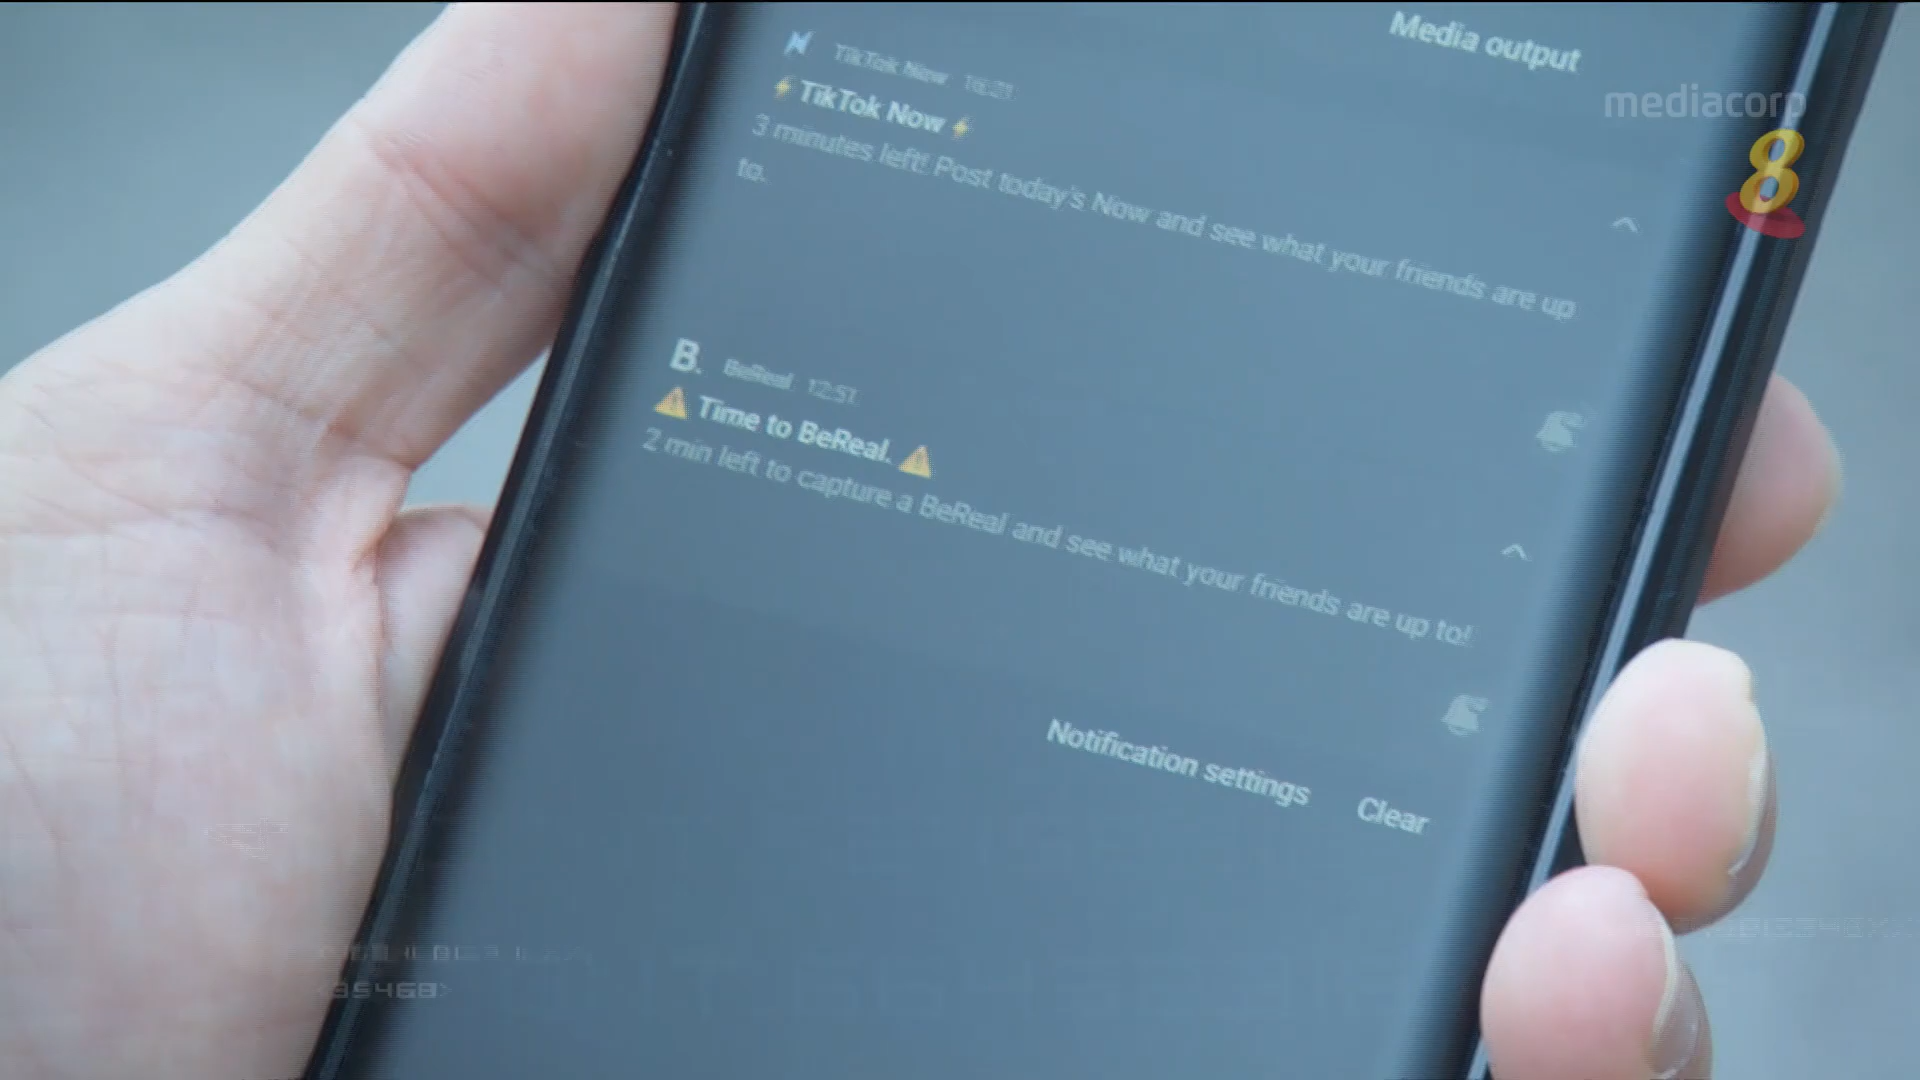 Media output
mediacorp
8
TikTok Now
⚡TikTok Now⚡
3 minutes left! Post today's Now and see what your friends are up
to.
B. BeReal 12:51
⚠ Time to BeReal. ⚠
2 min left to capture a BeReal and see what your friends are up to!
Notification settings Clear